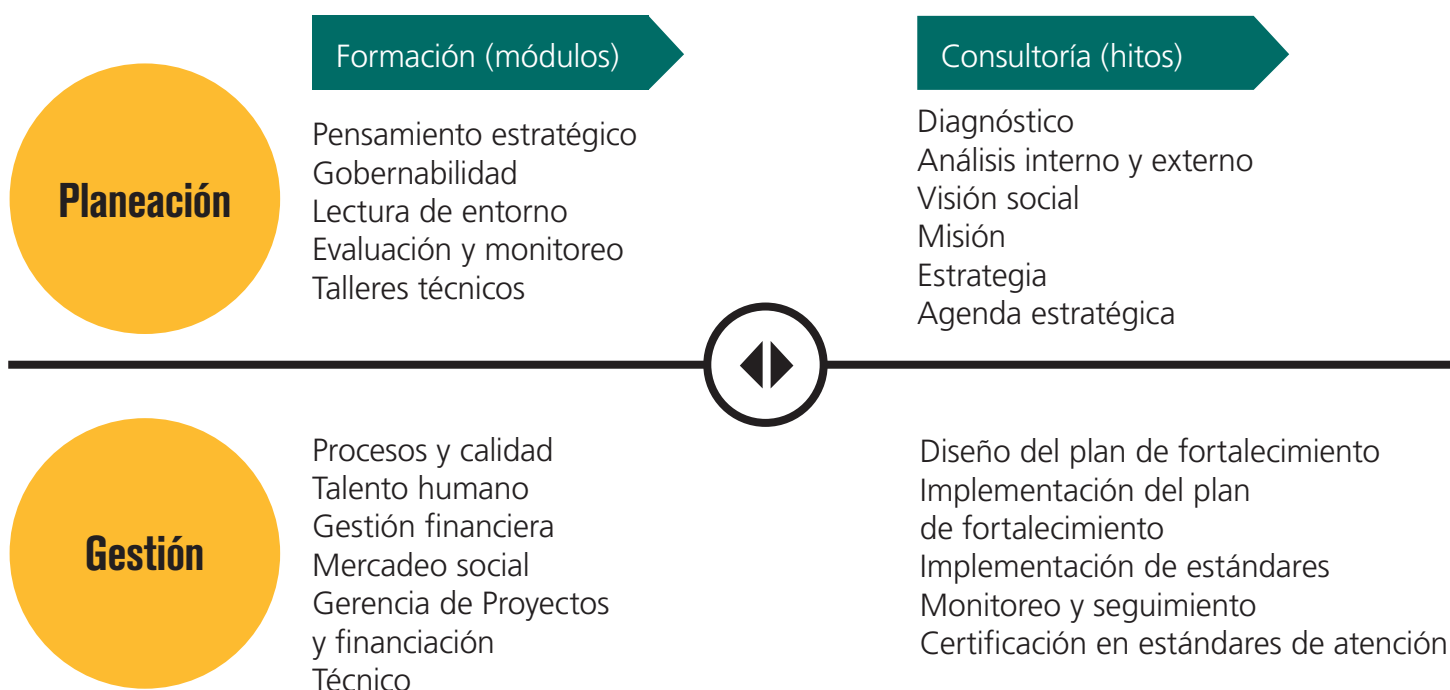 Formación (módulos)
Consultoría (hitos)
Planeación
Pensamiento estratégico
Gobernabilidad
Lectura de entorno
Evaluación y monitoreo
Talleres técnicos
Diagnóstico
Análisis interno y externo
Visión social
Misión
Estrategia
Agenda estratégica
Gestión
Procesos y calidad
Talento humano
Gestión financiera
Mercadeo social
Gerencia de Proyectos
y financiación
Técnico
Diseño del plan de fortalecimiento
Implementación del plan
de fortalecimiento
Implementación de estándares
Monitoreo y seguimiento
Certificación en estándares de atención